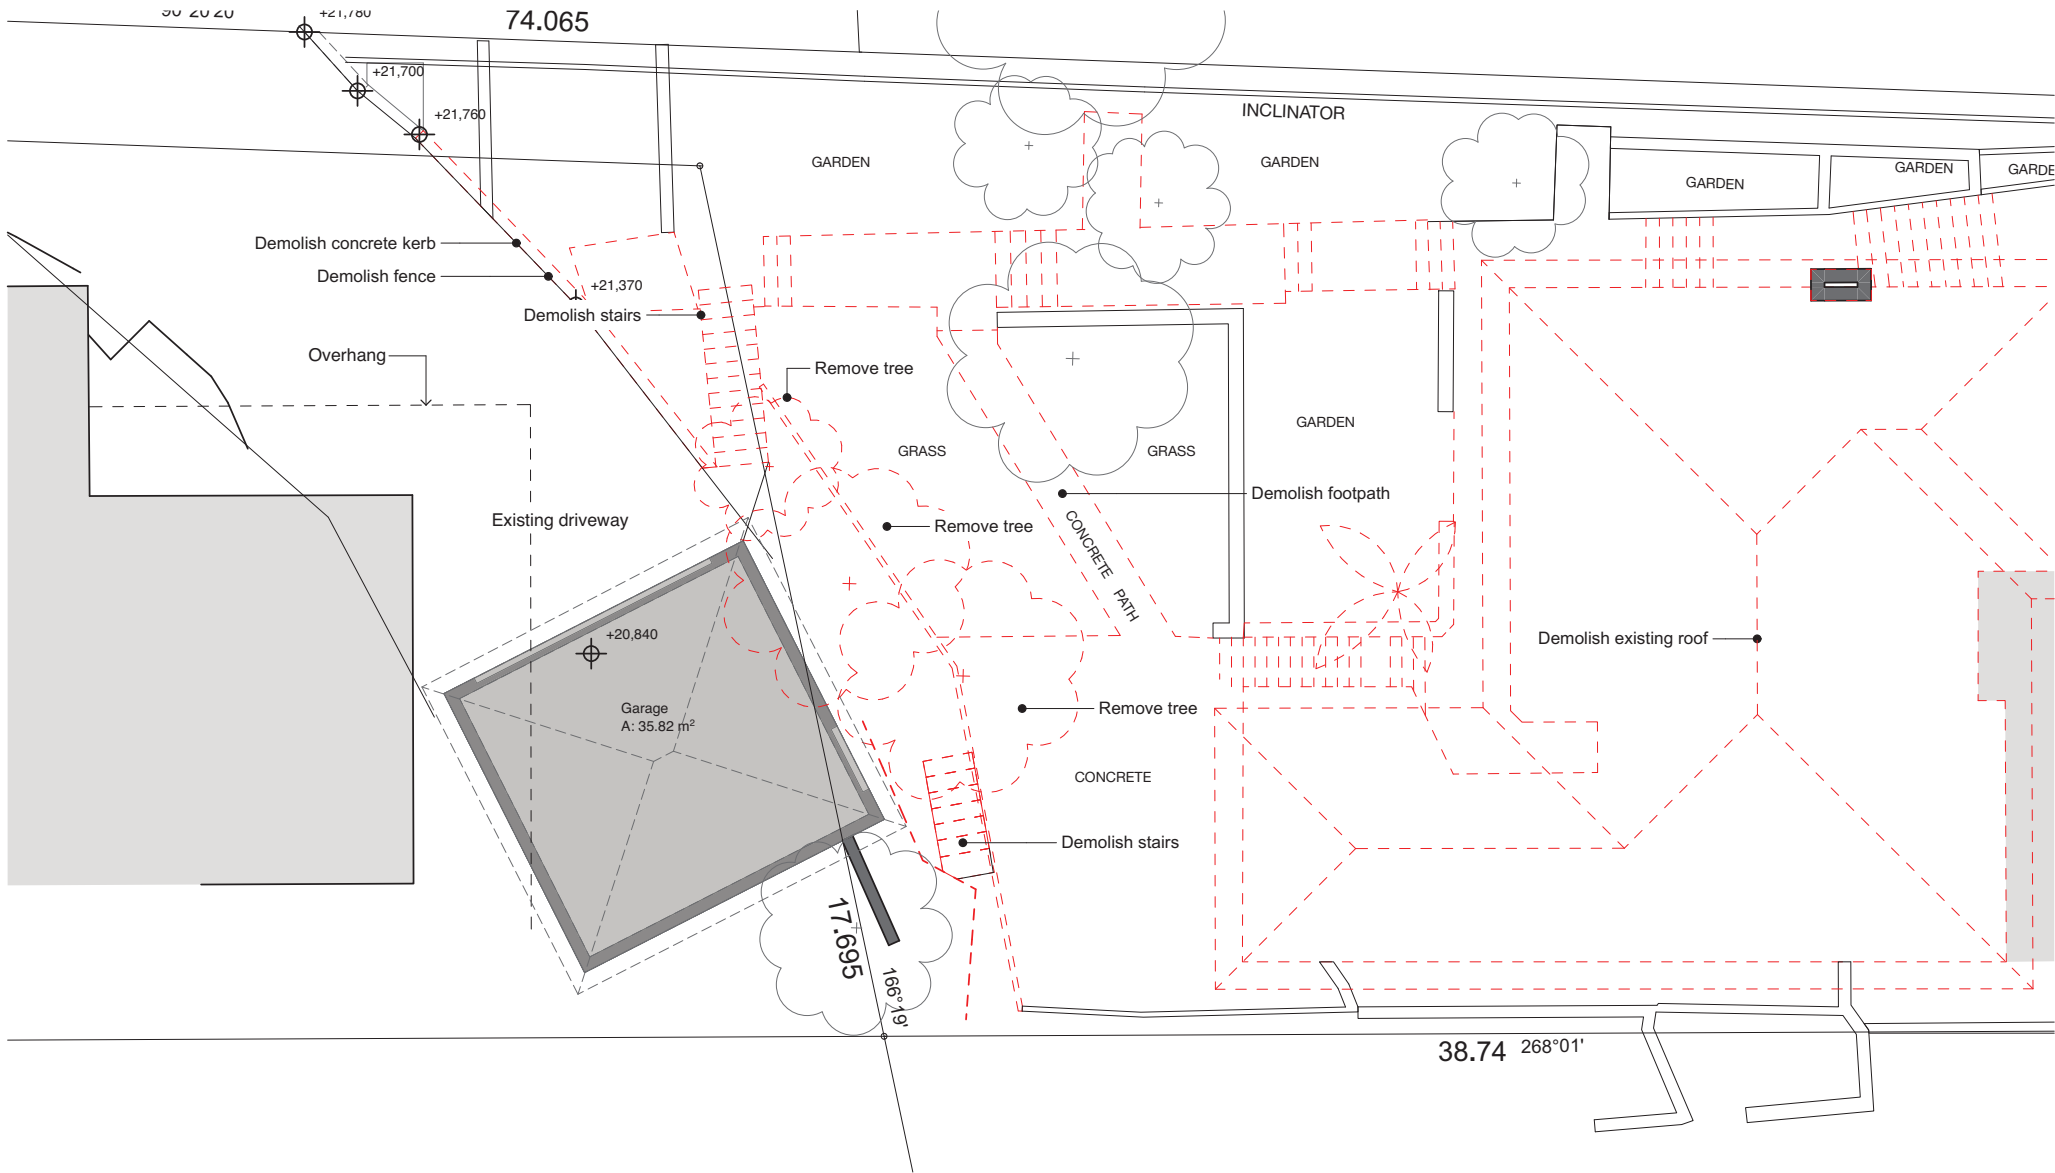 74.065
+21,780
+21,700
+21,760
INCLINATOR
GARDEN
GARDEN
GARDEN
GARDEN
Demolish concrete kerb
Demolish fence
+21,370
Demolish stairs
Overhang
Remove tree
GRASS
GRASS
GARDEN
Demolish footpath
Existing driveway
Remove tree
CONCRETE PATH
+20,840
Demolish existing roof
Garage
A: 35.82 m²
Remove tree
CONCRETE
Demolish stairs
17.695
166°19'
38.74 268°01'